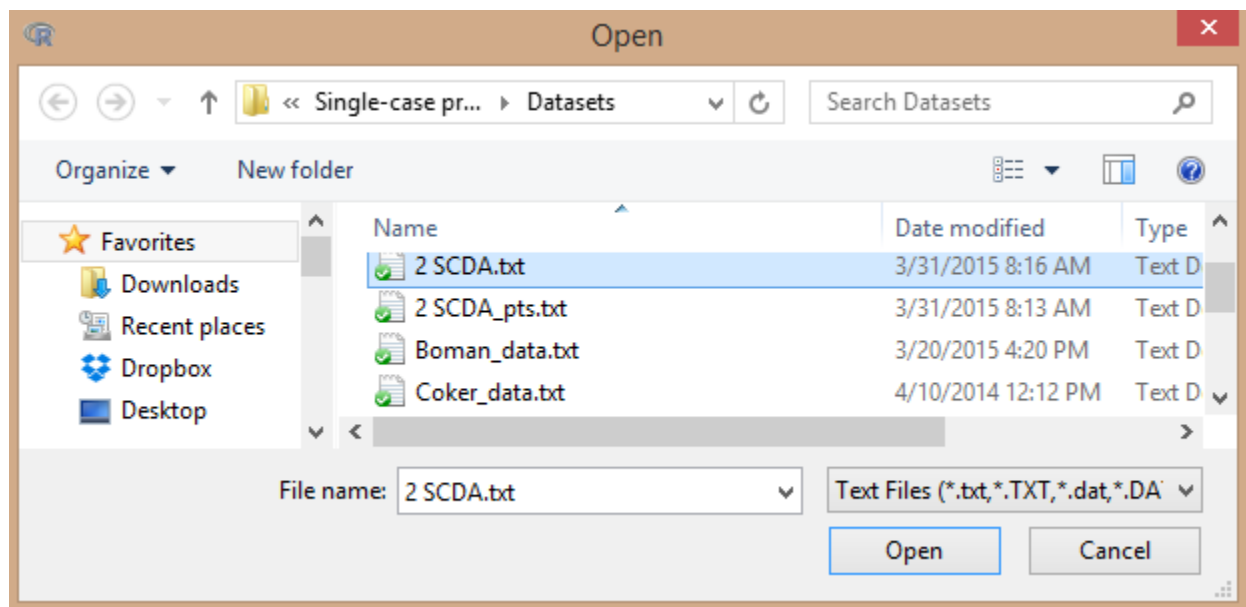 Open
« Single-case pr... Datasets Search Datasets
Organize New folder
Favorites
Downloads
Recent places
Dropbox
Desktop
Name Date modified Type
2 SCDA.txt 3/31/2015 8:16 AM Text D
2 SCDA_pts.txt 3/31/2015 8:13 AM Text D
Boman_data.txt 3/20/2015 4:20 PM Text D
Coker_data.txt 4/10/2014 12:12 PM Text D
File name: 2 SCDA.txt Text Files (*.txt,*.TXT,*.dat,*.DA
Open Cancel